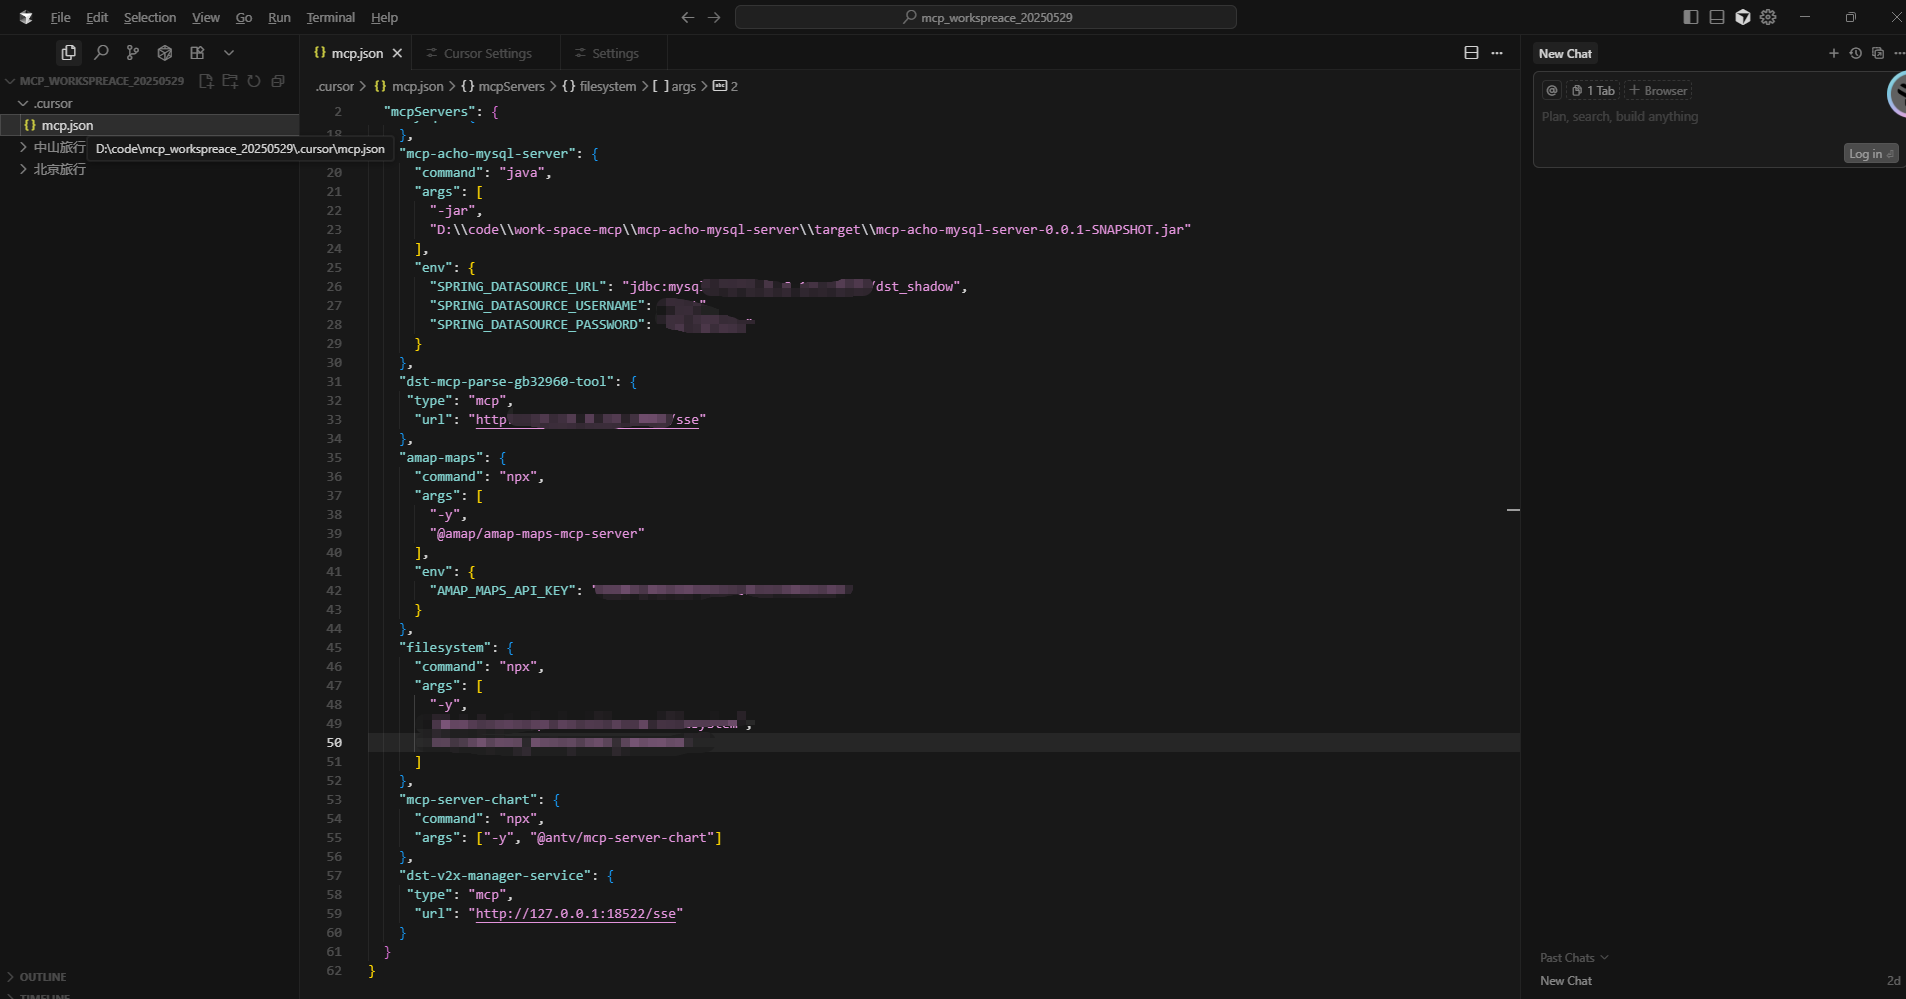 File Edit Selection View Go Run Terminal Help
mcp_workspreace_20250529
mcp.json
Cursor Settings
Settings
New Chat
MCP_WORKSPREACE_20250529
.cursor
mcp.json
中山旅行
D:\code\mcp_workspreace_20250529\.cursor\mcp.json
北京旅行
OUTLINE
TIMELINE
.cursor > {} mcp.json > {} mcpServers > {} filesystem > [ ] args > abc 2
2 "mcpServers": {
18 },
"mcp-acho-mysql-server": {
20 "command": "java",
21 "args": [
22 "-jar",
23 "D:\\code\\work-space-mcp\\mcp-acho-mysql-server\\target\\mcp-acho-mysql-server-0.0.1-SNAPSHOT.jar"
24 ],
25 "env": {
26 "SPRING_DATASOURCE_URL": "jdbc:mysql /dst_shadow",
27 "SPRING_DATASOURCE_USERNAME": "
28 "SPRING_DATASOURCE_PASSWORD": "
29 }
30 },
31 "dst-mcp-parse-gb32960-tool": {
32 "type": "mcp",
33 "url": "http: /sse"
34 },
35 "amap-maps": {
36 "command": "npx",
37 "args": [
38 "-y",
39 "@amap/amap-maps-mcp-server"
40 ],
41 "env": {
42 "AMAP_MAPS_API_KEY": "
43 }
44 },
45 "filesystem": {
46 "command": "npx",
47 "args": [
48 "-y",
49 ",
50
51 ]
52 },
53 "mcp-server-chart": {
54 "command": "npx",
55 "args": ["-y", "@antv/mcp-server-chart"]
56 },
57 "dst-v2x-manager-service": {
58 "type": "mcp",
59 "url": "http://127.0.0.1:18522/sse"
60 }
61 }
62 }
@ 1 Tab + Browser
Plan, search, build anything
Log in
Past Chats
New Chat 2d